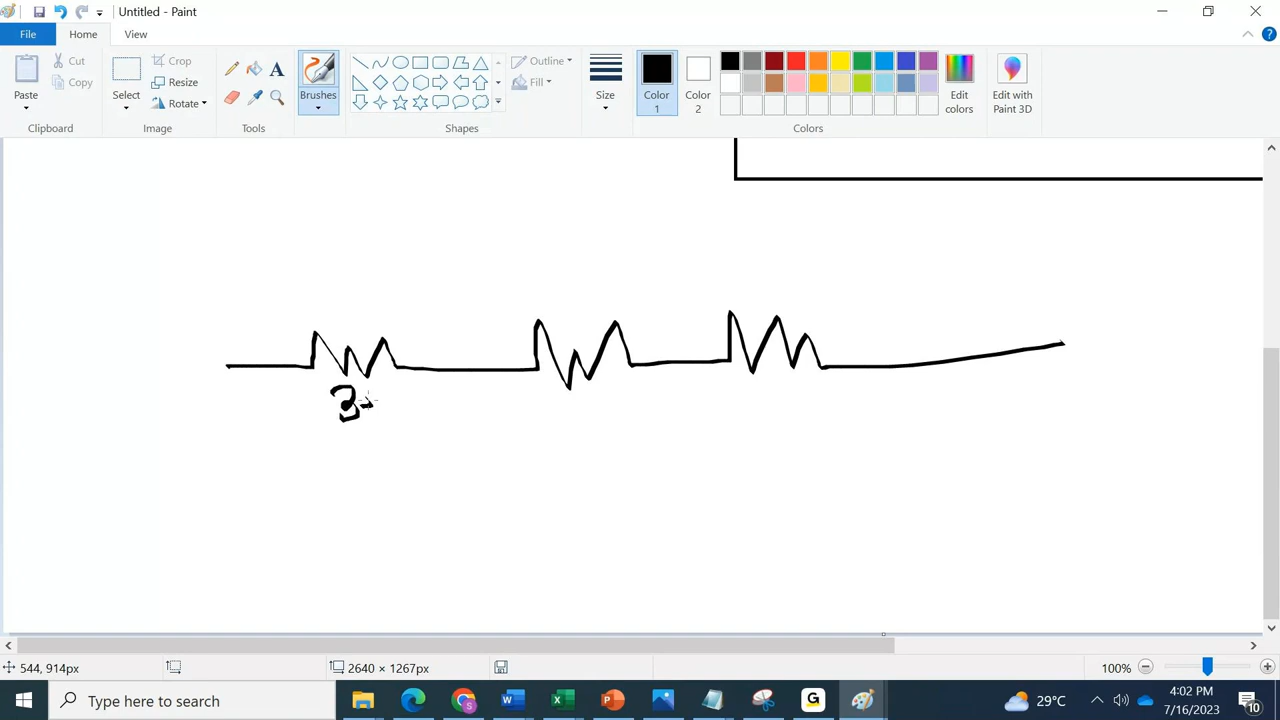 Untitled - Paint
File Home View
Paste Cut Copy Clipboard
Select Crop Resize Rotate Image
Tools
Brushes
Outline Fill Shapes
Size
Color 1 Color 2
Edit colors
Colors
Edit with Paint 3D
3
544, 914px 2640 × 1267px 100%
Type here to search
29°C
4:02 PM
7/16/2023
10